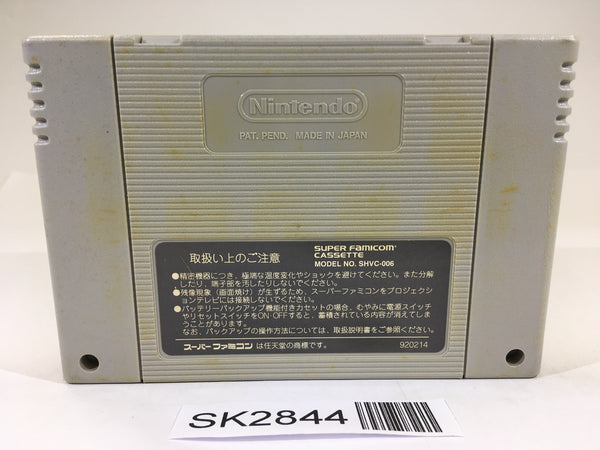 Nintendo
PAT. PEND. MADE IN JAPAN
取扱い上のご注意
SUPER FAMICOM
CASSETTE
MODEL NO. SHVC-006
●精密機器につき、極端な温度変化やショックを避けてください。また分解
したり、端子部を汚したりしないでください。
●残像現象（画面焼け）が生ずるため、スーパーファミコンをプロジェクシ
ョンテレビには接続しないでください。
●バッテリーバックアップ機能付きカセットの場合、むやみに電源スイッチ
やリセットスイッチをON・OFFすると、蓄積されている内容が消えてしま
うことがあります。
なお、バックアップの操作方法については、取扱説明書をご参照ください。
スーパーファミコンは任天堂の商標です。
920214
SK2844